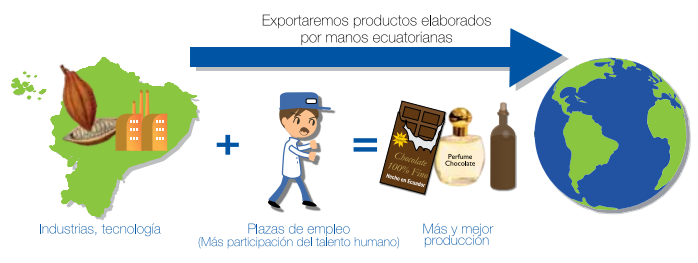 Exportaremos productos elaborados
por manos ecuatorianas
Chocolate
100% Fino
Hecho en Ecuador
Perfume
Chocolate
Industrias, tecnología
Plazas de empleo
(Más participación del talento humano)
Más y mejor
producción